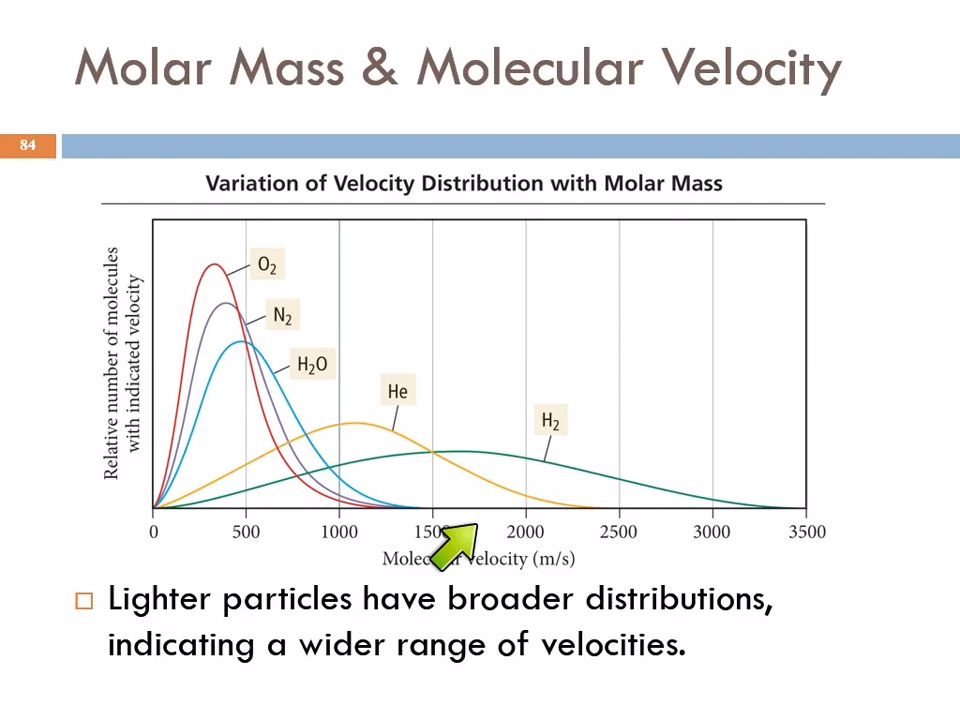 Molar Mass & Molecular Velocity
84
Variation of Velocity Distribution with Molar Mass
Relative number of molecules
with indicated velocity
O₂
N₂
H₂O
He
H₂
0 500 1000 1500 2000 2500 3000 3500
Molecular velocity (m/s)
Lighter particles have broader distributions,
indicating a wider range of velocities.